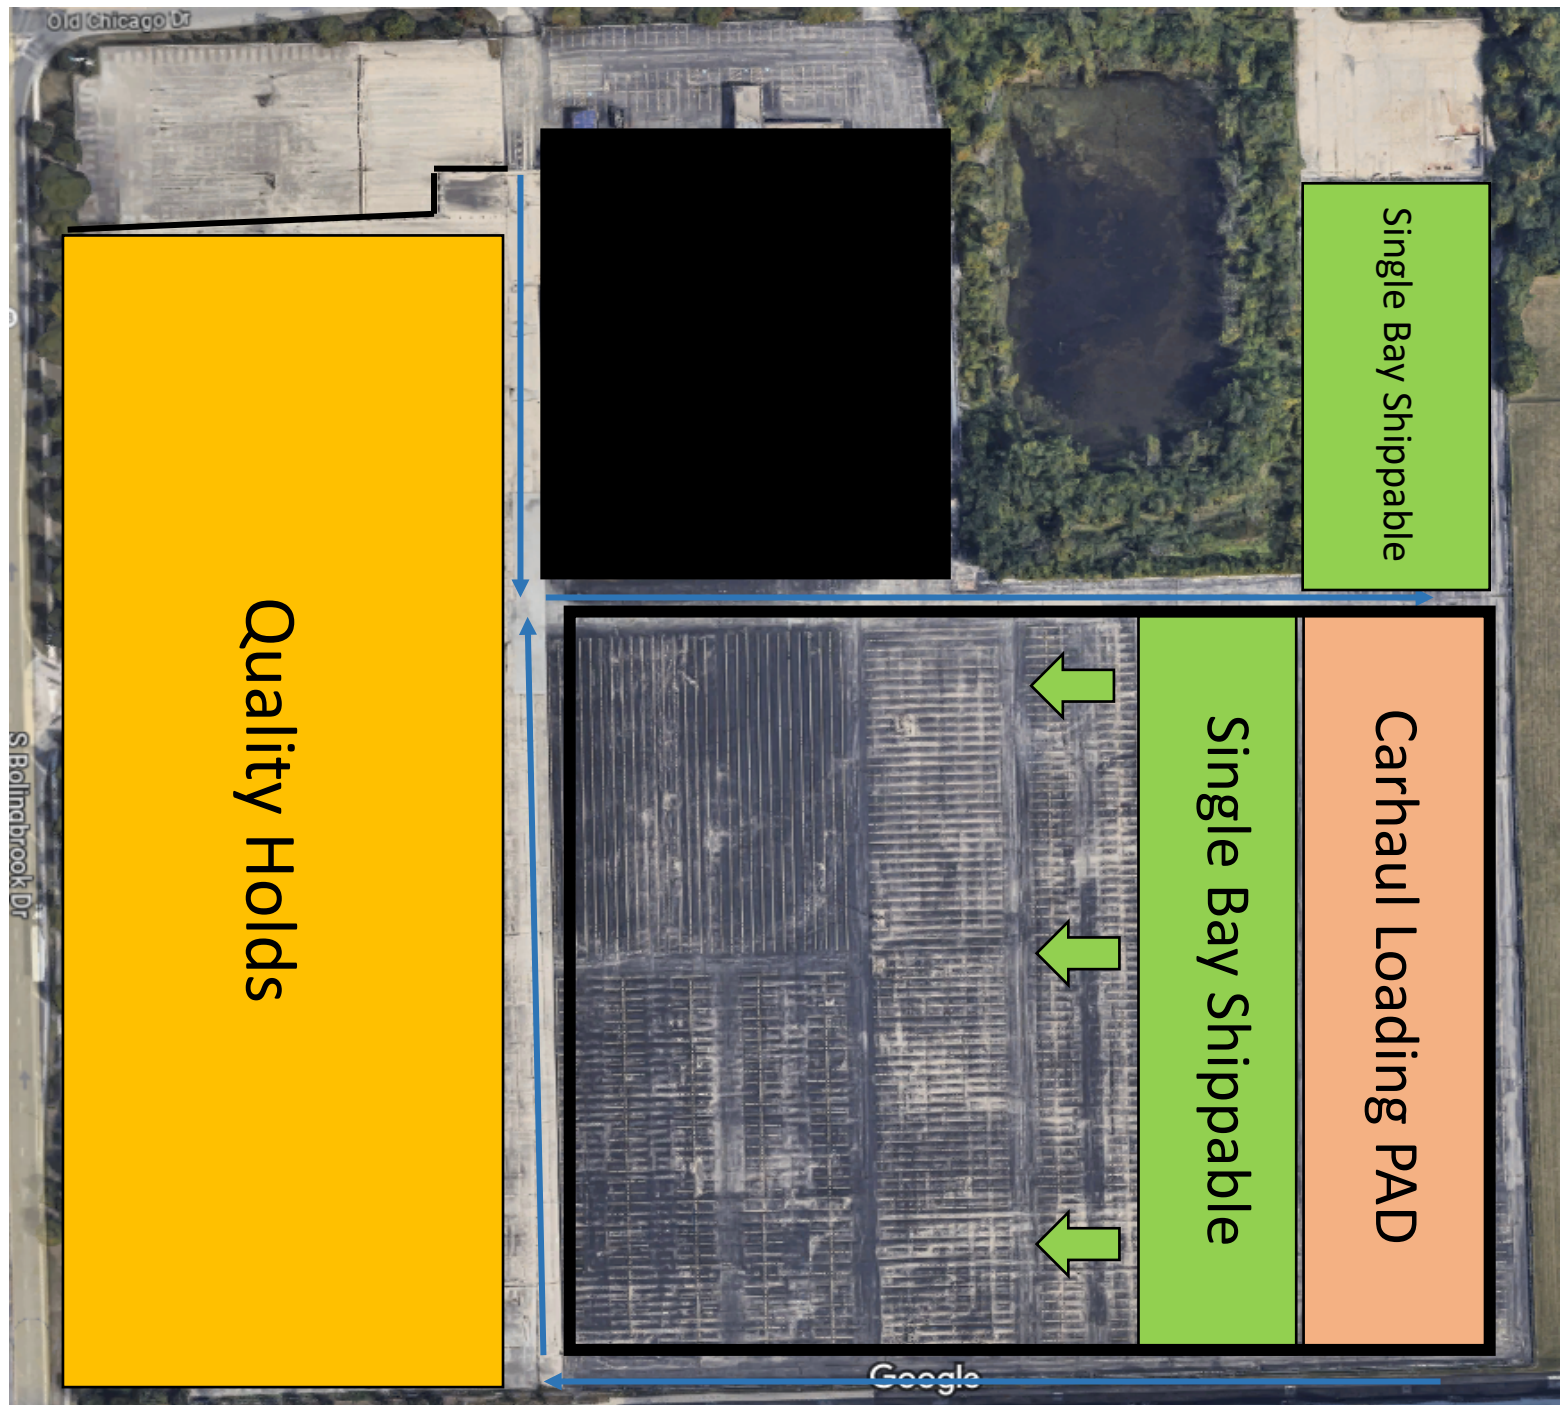 Old Chicago Dr
Single Bay Shippable
Quality Holds
Single Bay Shippable
Carhaul Loading PAD
S Bolingbrook Dr
Google